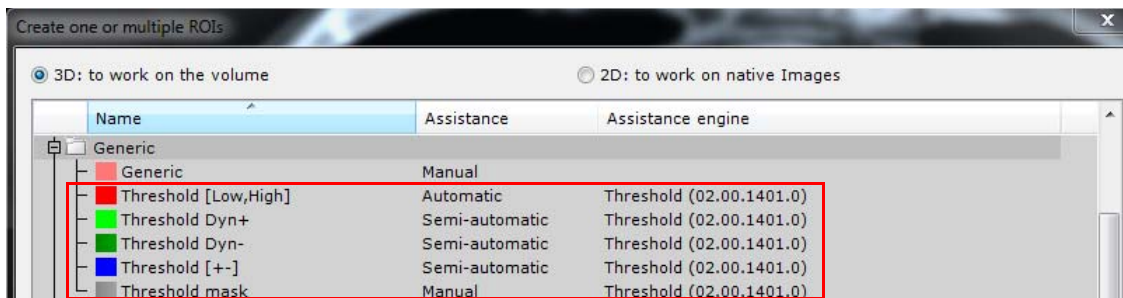 Create one or multiple ROIs x
3D: to work on the volume 2D: to work on native Images
Name Assistance Assistance engine
Generic
Generic Manual
Threshold [Low,High] Automatic Threshold (02.00.1401.0)
Threshold Dyn+ Semi-automatic Threshold (02.00.1401.0)
Threshold Dyn- Semi-automatic Threshold (02.00.1401.0)
Threshold [+-] Semi-automatic Threshold (02.00.1401.0)
Threshold mask Manual Threshold (02.00.1401.0)